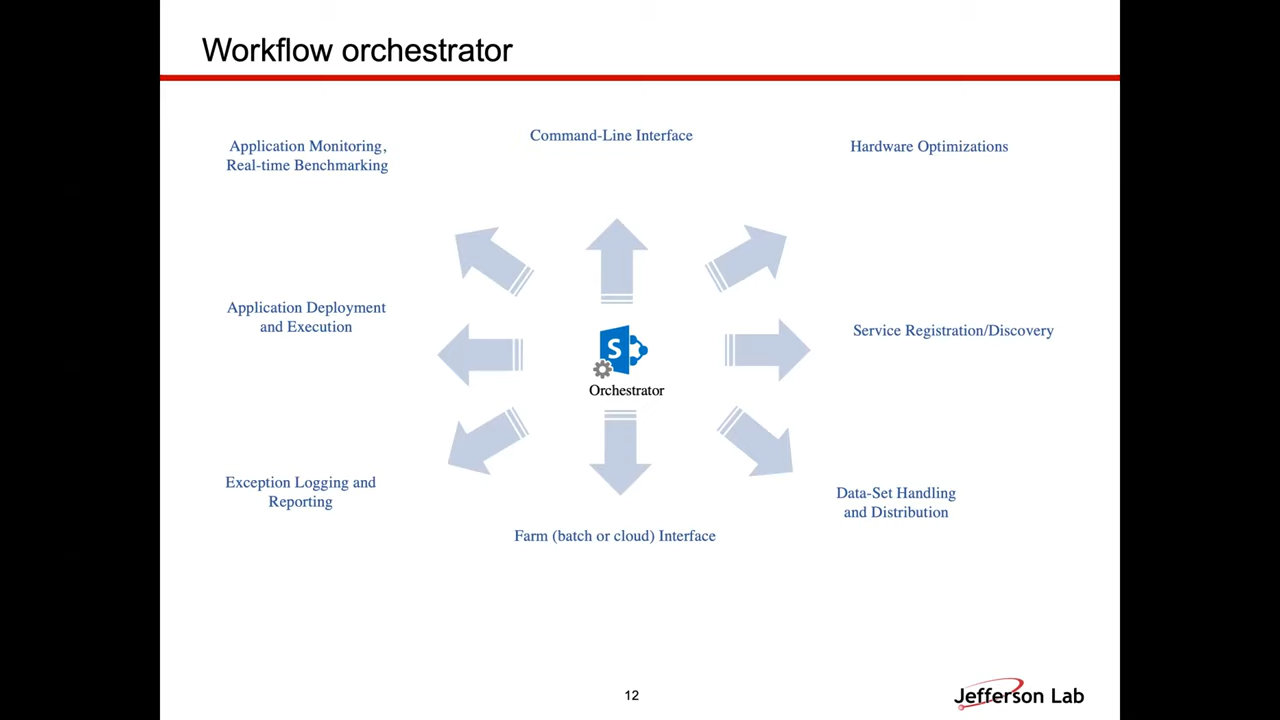 Workflow orchestrator
Command-Line Interface
Application Monitoring,
Real-time Benchmarking
Hardware Optimizations
Application Deployment
and Execution
Service Registration/Discovery
S
Orchestrator
Exception Logging and
Reporting
Data-Set Handling
and Distribution
Farm (batch or cloud) Interface
12
Jefferson Lab